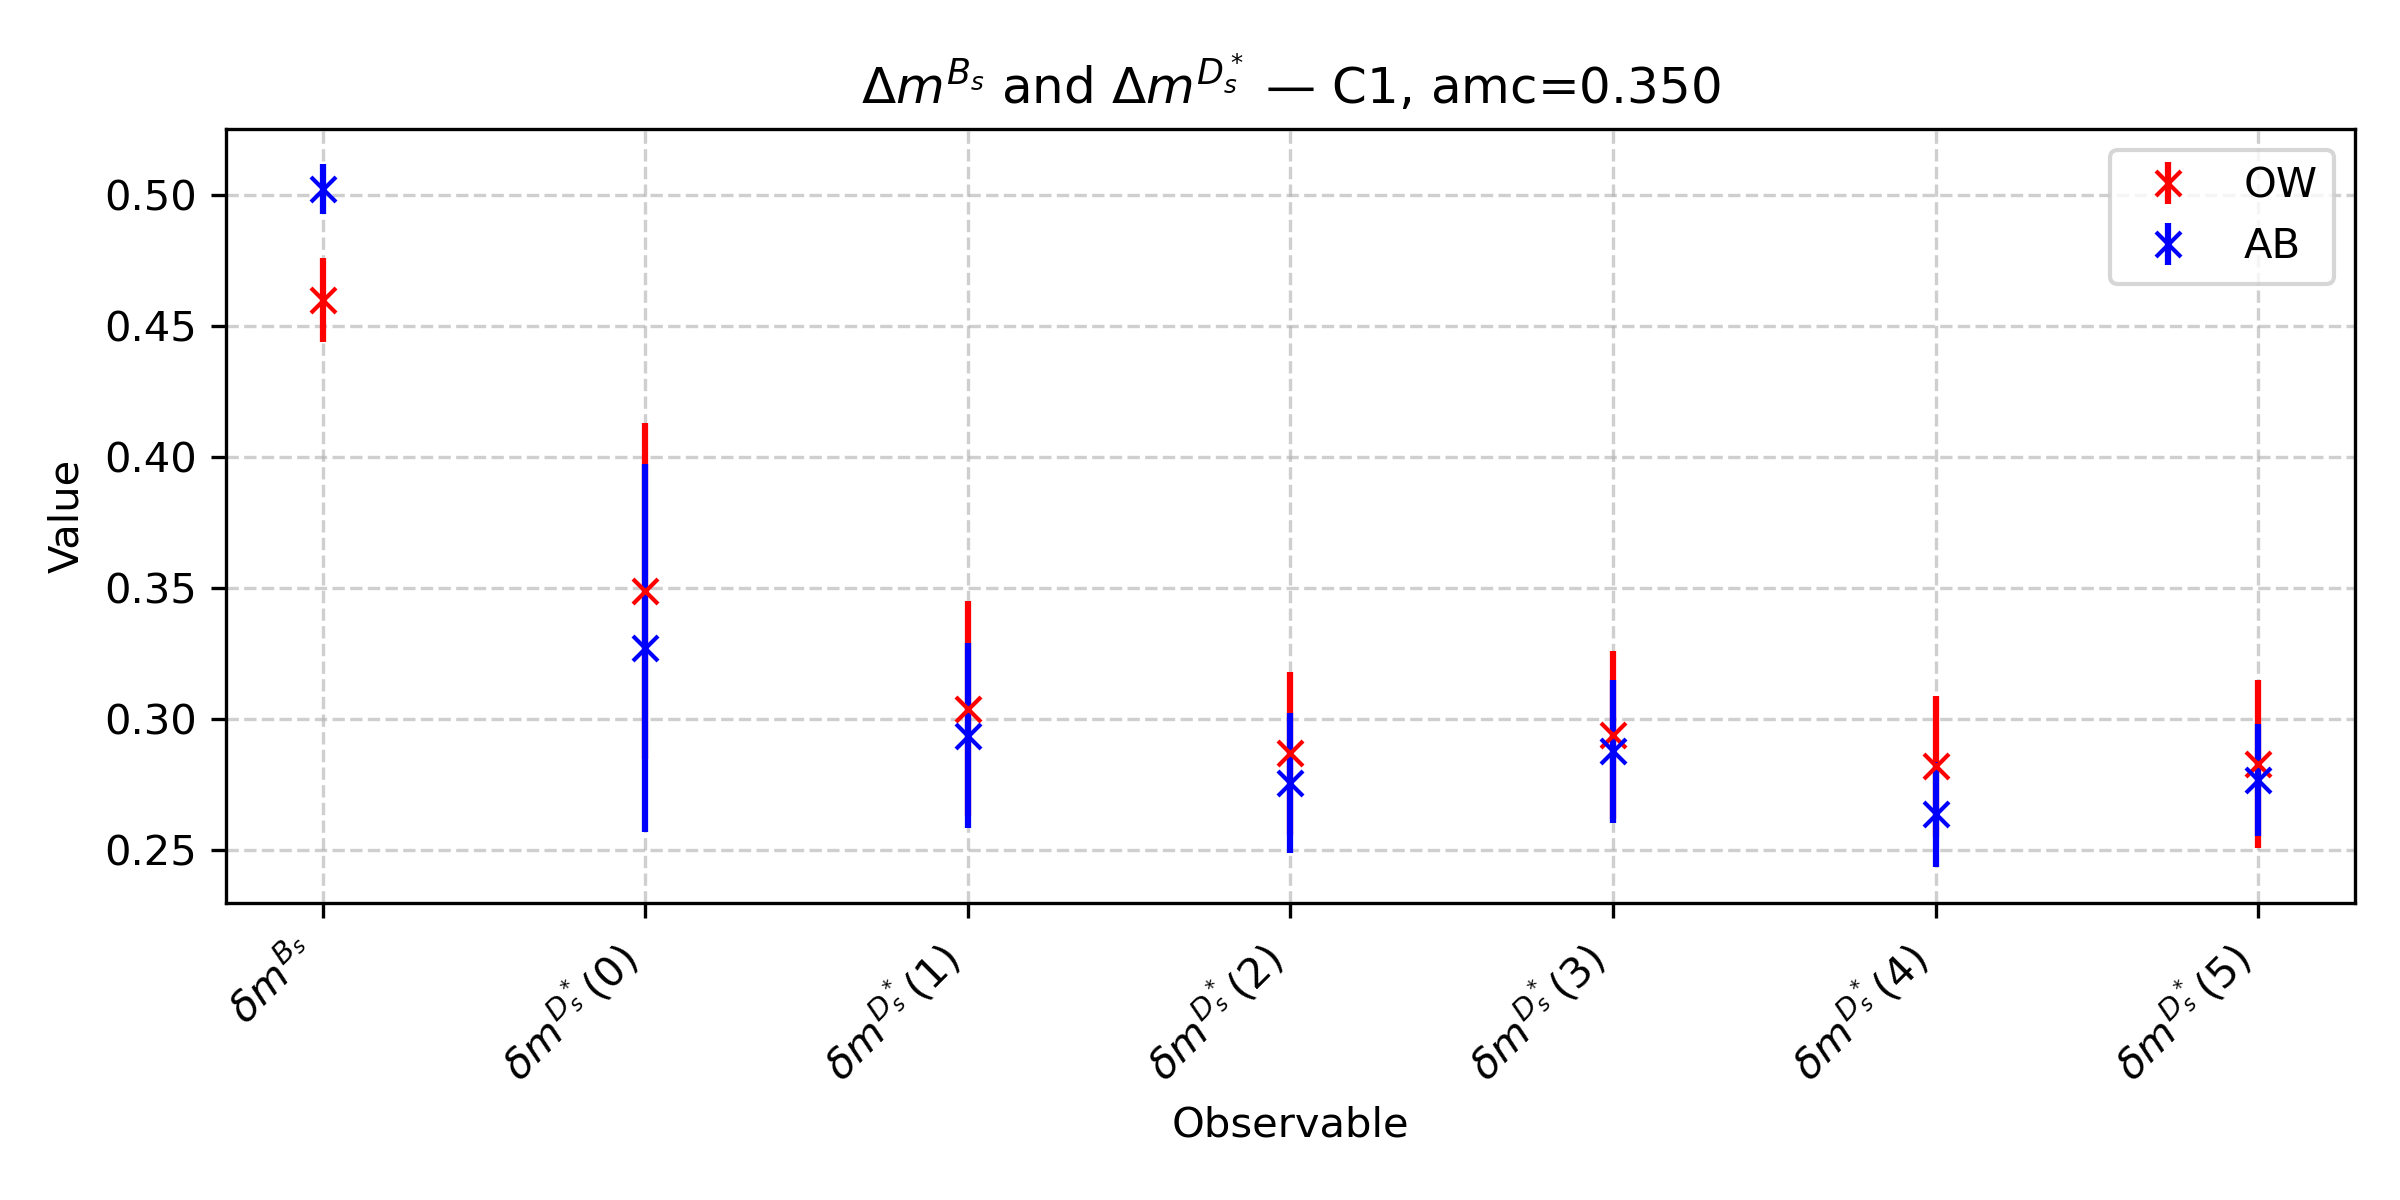 Δm^{B_s} and Δm^{D_s^*} — C1, amc=0.350
OW
AB
Value
0.50
0.45
0.40
0.35
0.30
0.25
δm^{B_s}
δm^{D_s^*}(0)
δm^{D_s^*}(1)
δm^{D_s^*}(2)
δm^{D_s^*}(3)
δm^{D_s^*}(4)
δm^{D_s^*}(5)
Observable